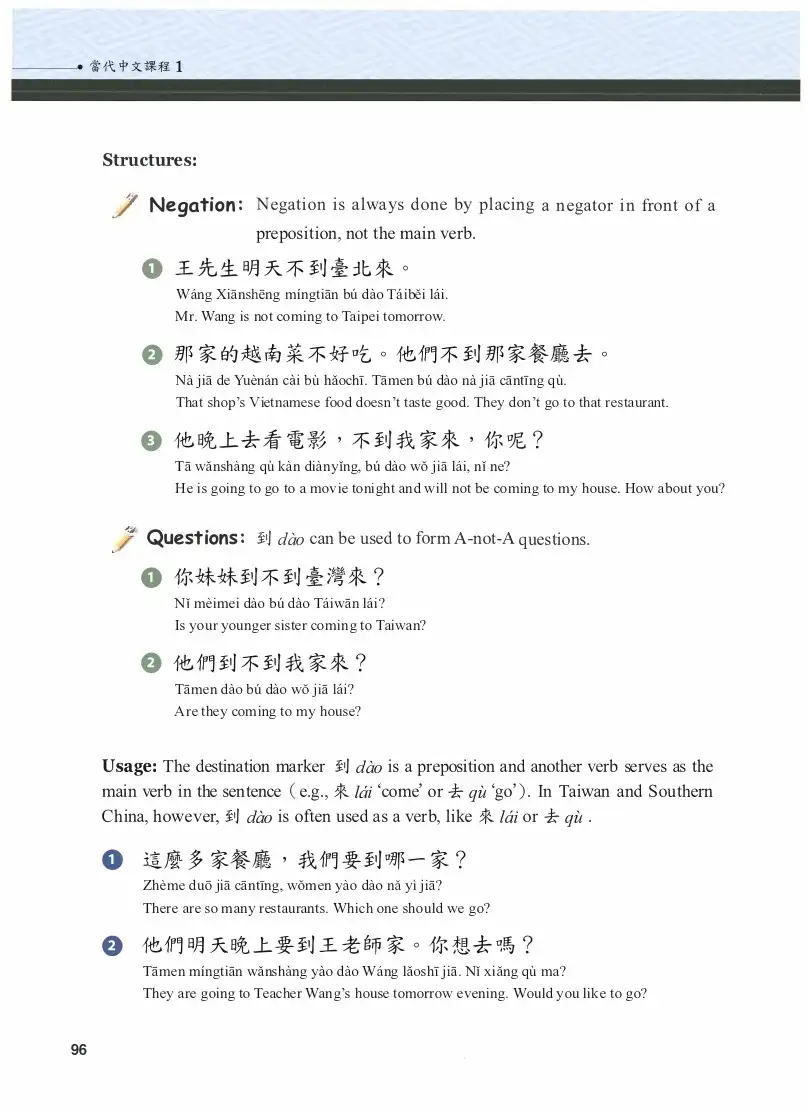 當代中文課程 1
Structures:
Negation: Negation is always done by placing a negator in front of a
preposition, not the main verb.
1 王先生明天不到臺北來。
Wáng Xiānshēng míngtiān bú dào Táiběi lái.
Mr. Wang is not coming to Taipei tomorrow.
2 那家的越南菜不好吃。他們不到那家餐廳去。
Nà jiā de Yuènán cài bù hǎochī. Tāmen bú dào nà jiā cāntīng qù.
That shop’s Vietnamese food doesn’t taste good. They don’t go to that restaurant.
3 他晚上去看電影，不到我家來，你呢？
Tā wǎnshàng qù kàn diànyǐng, bú dào wǒ jiā lái, nǐ ne?
He is going to go to a movie tonight and will not be coming to my house. How about you?
Questions: 到 dào can be used to form A-not-A questions.
1 你妹妹到不到臺灣來？
Nǐ mèimei dào bú dào Táiwān lái?
Is your younger sister coming to Taiwan?
2 他們到不到我家來？
Tāmen dào bú dào wǒ jiā lái?
Are they coming to my house?
Usage: The destination marker 到 dào is a preposition and another verb serves as the
main verb in the sentence（e.g., 來 lái ‘come’ or 去 qù ‘go’）. In Taiwan and Southern
China, however, 到 dào is often used as a verb, like 來 lái or 去 qù .
1 這麼多家餐廳，我們要到哪一家？
Zhème duō jiā cāntīng, wǒmen yào dào nǎ yì jiā?
There are so many restaurants. Which one should we go?
2 他們明天晚上要到王老師家。你想去嗎？
Tāmen míngtiān wǎnshàng yào dào Wáng lǎoshī jiā. Nǐ xiǎng qù ma?
They are going to Teacher Wang’s house tomorrow evening. Would you like to go?
96